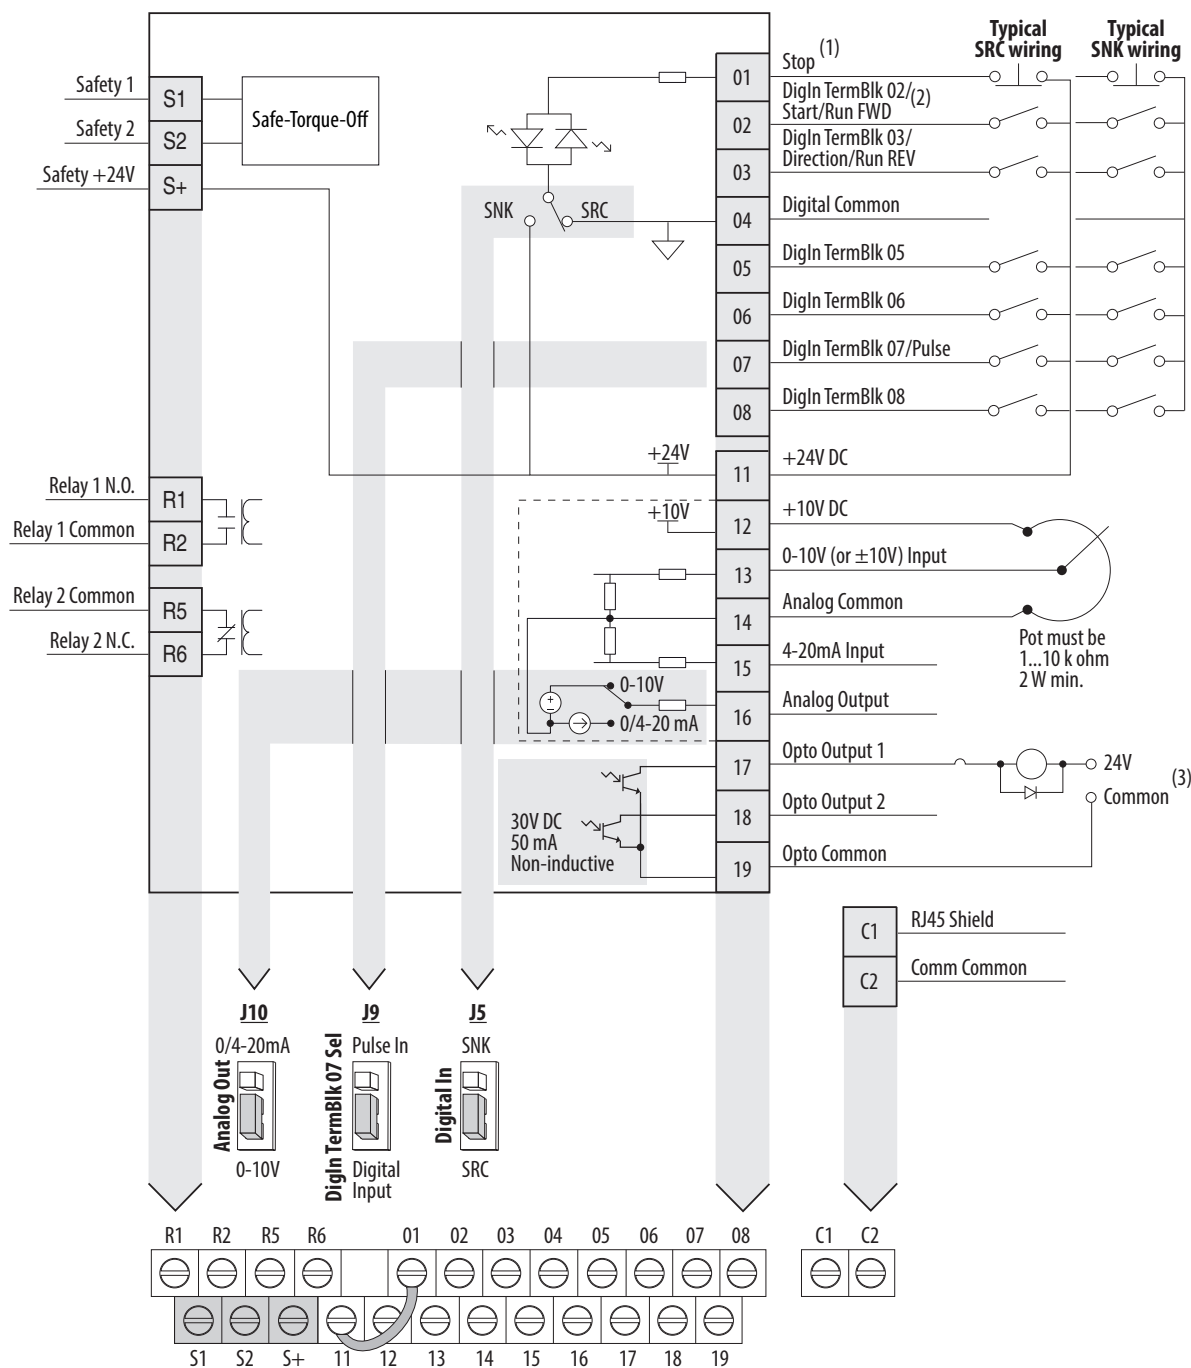 Typical
SRC wiring
Typical
SNK wiring
Safety 1
S1
Safety 2
S2
Safety +24V
S+
Safe-Torque-Off
SNK
SRC
01
Stop (1)
02
DigIn TermBlk 02/(2)
Start/Run FWD
03
DigIn TermBlk 03/
Direction/Run REV
04
Digital Common
05
DigIn TermBlk 05
06
DigIn TermBlk 06
07
DigIn TermBlk 07/Pulse
08
DigIn TermBlk 08
+24V
11
+24V DC
Relay 1 N.O.
R1
Relay 1 Common
R2
Relay 2 Common
R5
Relay 2 N.C.
R6
+10V
12
+10V DC
13
0-10V (or ±10V) Input
14
Analog Common
Pot must be
1...10 k ohm
2 W min.
15
4-20mA Input
0-10V
0/4-20 mA
16
Analog Output
17
Opto Output 1
24V
Common (3)
18
Opto Output 2
19
Opto Common
30V DC
50 mA
Non-inductive
C1
RJ45 Shield
C2
Comm Common
J10
0/4-20mA
Analog Out
0-10V
J9
Pulse In
DigIn TermBlk 07 Sel
Digital
Input
J5
SNK
Digital In
SRC
R1 R2 R5 R6 01 02 03 04 05 06 07 08 C1 C2
S1 S2 S+ 11 12 13 14 15 16 17 18 19